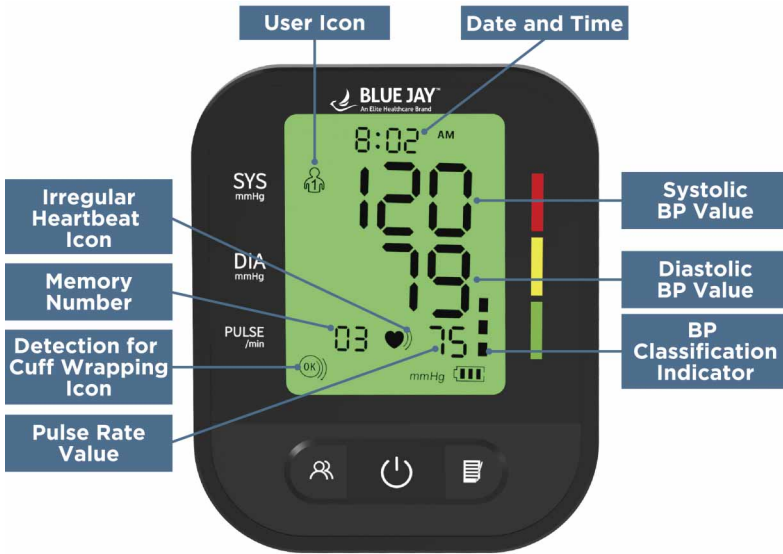 User Icon
Date and Time
BLUE JAY™
An Elite Healthcare Brand
8:02 AM
1
SYS
mmHg
120
Irregular
Heartbeat
Icon
Systolic
BP Value
DIA
mmHg
79
Memory
Number
Diastolic
BP Value
PULSE
/min
03
75
Detection for
Cuff Wrapping
Icon
BP
Classification
Indicator
OK
mmHg
Pulse Rate
Value